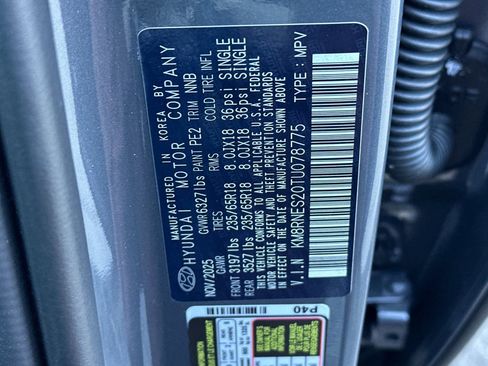 MANUFACTURED IN KOREA BY
HYUNDAI MOTOR COMPANY
NOV/2025 GVWR 6327 lbs PAINT PE2 TRIM NNB
GAWR TIRES RIMS COLD TIRE INFL
FRONT 3197 lbs 235/65R18 8.0JX18 36psi SINGLE
REAR 3527 lbs 235/65R18 8.0JX18 36psi SINGLE
THIS VEHICLE CONFORMS TO ALL APPLICABLE U.S.A. FEDERAL
MOTOR VEHICLE SAFETY AND THEFT PREVENTION STANDARDS
IN EFFECT ON THE DATE OF MANUFACTURE SHOWN ABOVE.
V.I.N KM8RNES20TU078775 TYPE : MPV
P40